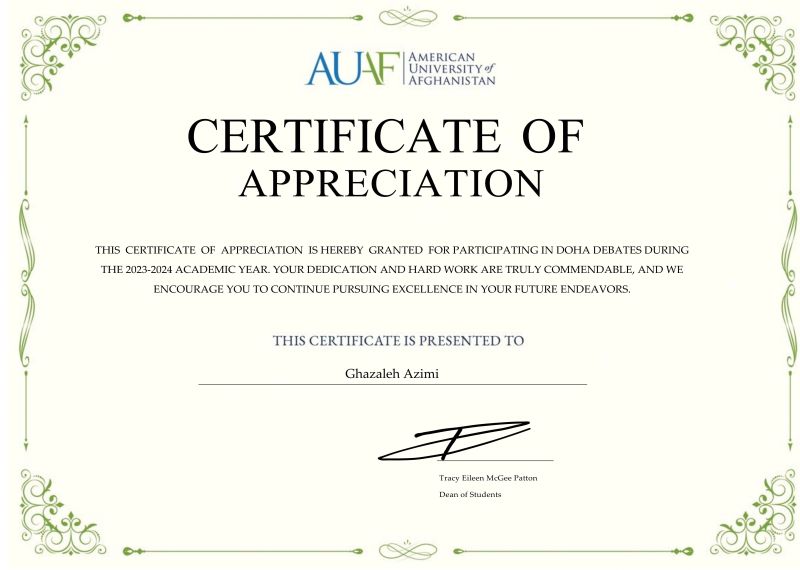 AUAF
AMERICAN
UNIVERSITY of
AFGHANISTAN
CERTIFICATE OF
APPRECIATION
THIS CERTIFICATE OF APPRECIATION IS HEREBY GRANTED FOR PARTICIPATING IN DOHA DEBATES DURING
THE 2023-2024 ACADEMIC YEAR. YOUR DEDICATION AND HARD WORK ARE TRULY COMMENDABLE, AND WE
ENCOURAGE YOU TO CONTINUE PURSUING EXCELLENCE IN YOUR FUTURE ENDEAVORS.
THIS CERTIFICATE IS PRESENTED TO
Ghazaleh Azimi
Tracy Eileen McGee Patton
Dean of Students